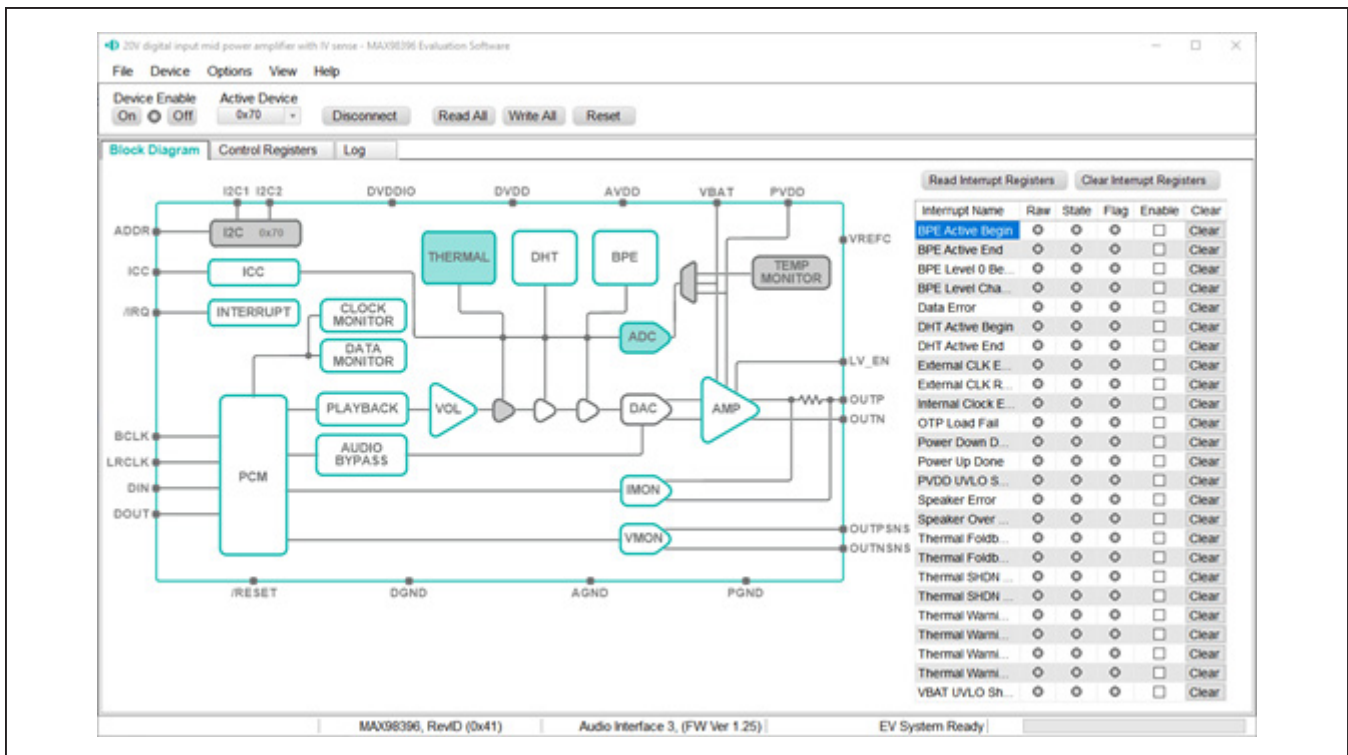 20V digital input mid power amplifier with IV sense - MAX98396 Evaluation Software
File Device Options View Help
Device Enable Active Device
On Off 0x70 Disconnect Read All Write All Reset
Block Diagram Control Registers Log
Read Interrupt Registers Clear Interrupt Registers
I2C1 I2C2 DVDDIO DVDD AVDD VBAT PVDD
ADDR
I2C 0x70
ICC
ICC
/IRQ
INTERRUPT
CLOCK
MONITOR
DATA
MONITOR
THERMAL
DHT
BPE
ADC
TEMP
MONITOR
VREFC
LV_EN
OUTP
OUTN
PLAYBACK
VOL
DAC
AMP
AUDIO
BYPASS
BCLK
LRCLK
DIN
DOUT
PCM
IMON
VMON
OUTPSNS
OUTNSNS
/RESET DGND AGND PGND
Interrupt Name Raw State Flag Enable Clear
BPE Active Begin Clear
BPE Active End Clear
BPE Level 0 Be... Clear
BPE Level Cha... Clear
Data Error Clear
DHT Active Begin Clear
DHT Active End Clear
External CLK E... Clear
External CLK R... Clear
Internal Clock E... Clear
OTP Load Fail Clear
Power Down D... Clear
Power Up Done Clear
PVDD UVLO S... Clear
Speaker Error Clear
Speaker Over ... Clear
Thermal Foldb... Clear
Thermal Foldb... Clear
Thermal SHDN ... Clear
Thermal SHDN ... Clear
Thermal Warni... Clear
Thermal Warni... Clear
Thermal Warni... Clear
Thermal Warni... Clear
VBAT UVLO Sh... Clear
MAX98396, RevID (0x41) Audio Interface 3, (FW Ver 1.25) EV System Ready